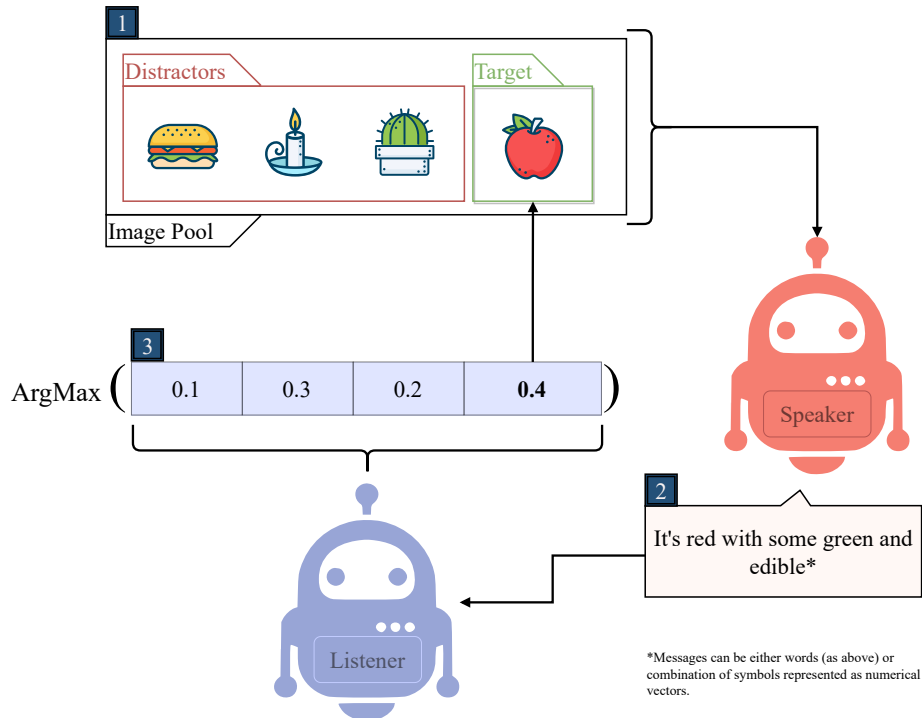 1
Distractors
Target
Image Pool
3
ArgMax ( 0.1 0.3 0.2 0.4 )
Speaker
2
It's red with some green and
edible*
Listener
*Messages can be either words (as above) or
combination of symbols represented as numerical
vectors.